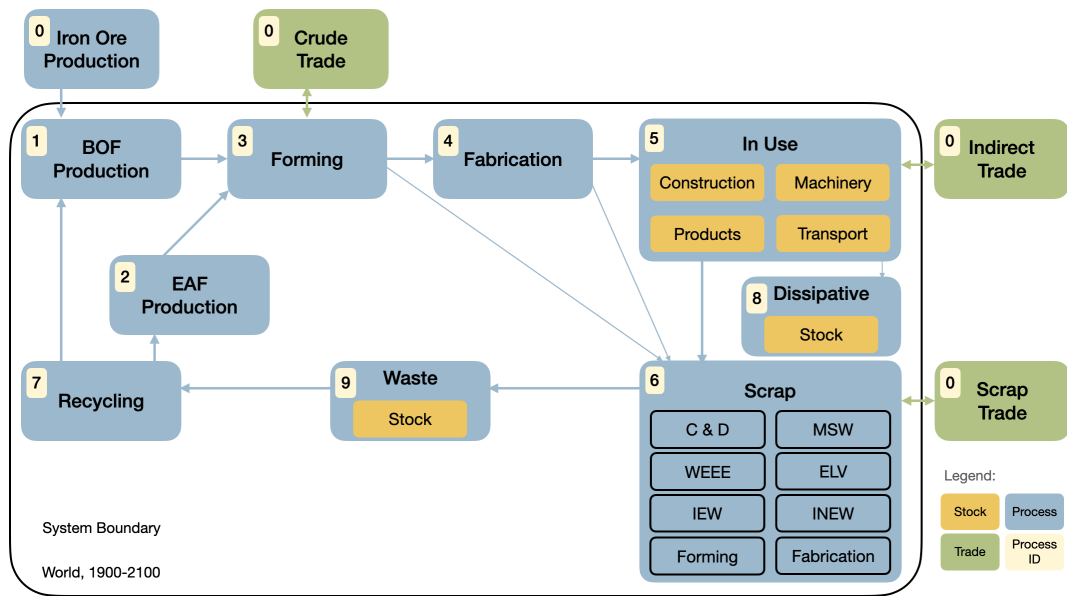 0
Iron Ore
Production
0
Crude
Trade
1
BOF
Production
3
Forming
4
Fabrication
5
In Use
Construction
Machinery
Products
Transport
0
Indirect
Trade
2
EAF
Production
8
Dissipative
Stock
7
Recycling
9
Waste
Stock
6
Scrap
C & D
MSW
WEEE
ELV
IEW
INEW
Forming
Fabrication
0
Scrap
Trade
System Boundary
World, 1900-2100
Legend:
Stock
Process
Trade
Process
ID